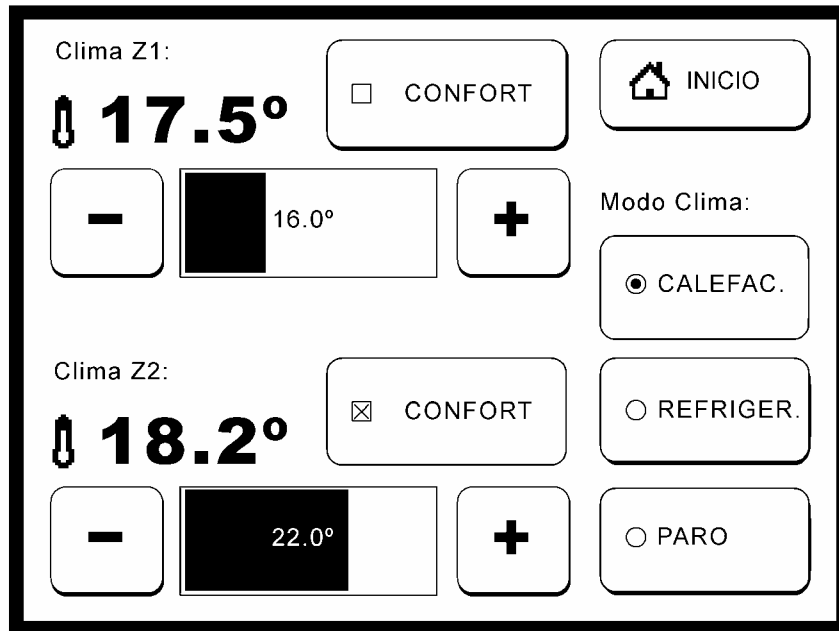 Clima Z1:
17.5º
CONFORT
INICIO
−
16.0º
+
Modo Clima:
CALEFAC.
Clima Z2:
18.2º
CONFORT
REFRIGER.
−
22.0º
+
PARO